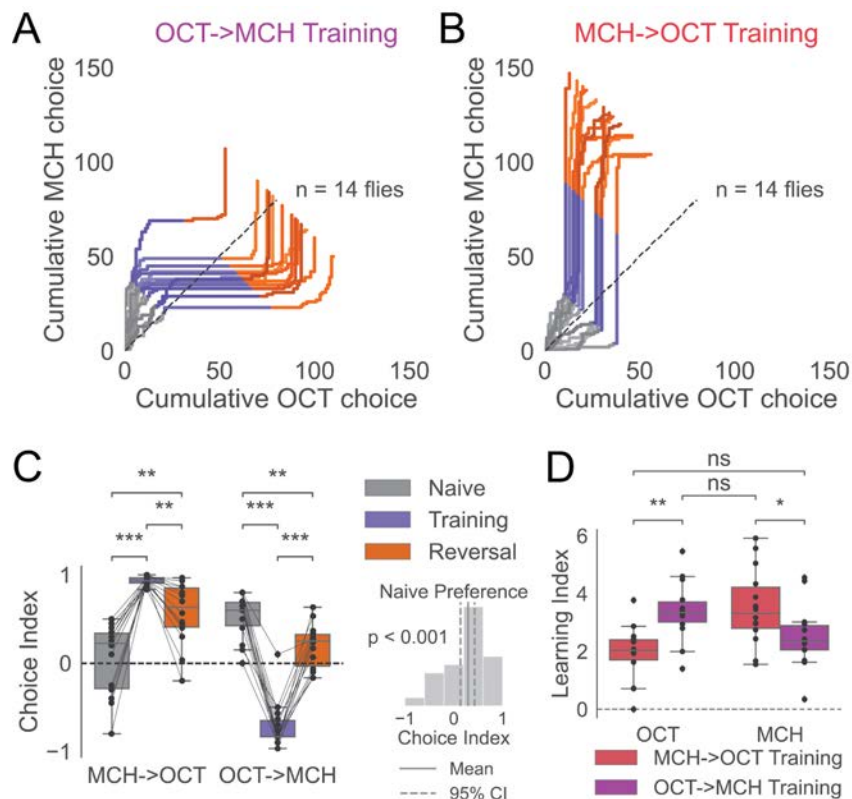 A
OCT->MCH Training
150
100
50
0
Cumulative MCH choice
n = 14 flies
0
50
100
150
Cumulative OCT choice
B
MCH->OCT Training
150
100
50
0
Cumulative MCH choice
n = 14 flies
0
50
100
150
Cumulative OCT choice
C
**
**
***
**
***
***
1
0
−1
Choice Index
MCH->OCT
OCT->MCH
Naive
Training
Reversal
Naive Preference
p < 0.001
−1
0
1
Choice Index
Mean
95% CI
D
ns
ns
**
*
6
4
2
0
Learning Index
OCT
MCH
MCH->OCT Training
OCT->MCH Training